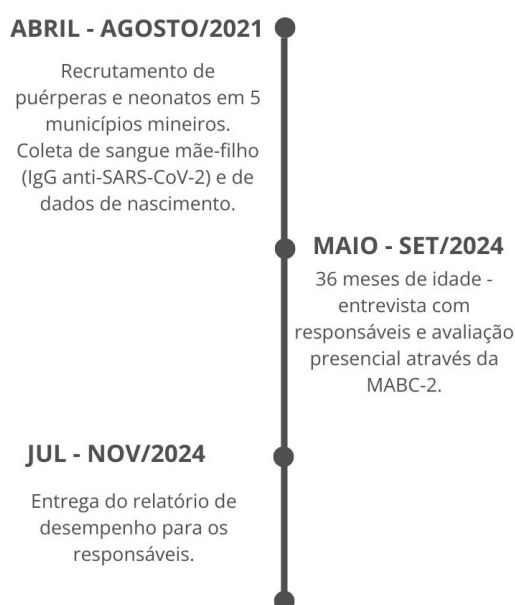 ABRIL - AGOSTO/2021
Recrutamento de
puérperas e neonatos em 5
municípios mineiros.
Coleta de sangue mãe-filho
(IgG anti-SARS-CoV-2) e de
dados de nascimento.
MAIO - SET/2024
36 meses de idade -
entrevista com
responsáveis e avaliação
presencial através da
MABC-2.
JUL - NOV/2024
Entrega do relatório de
desempenho para os
responsáveis.